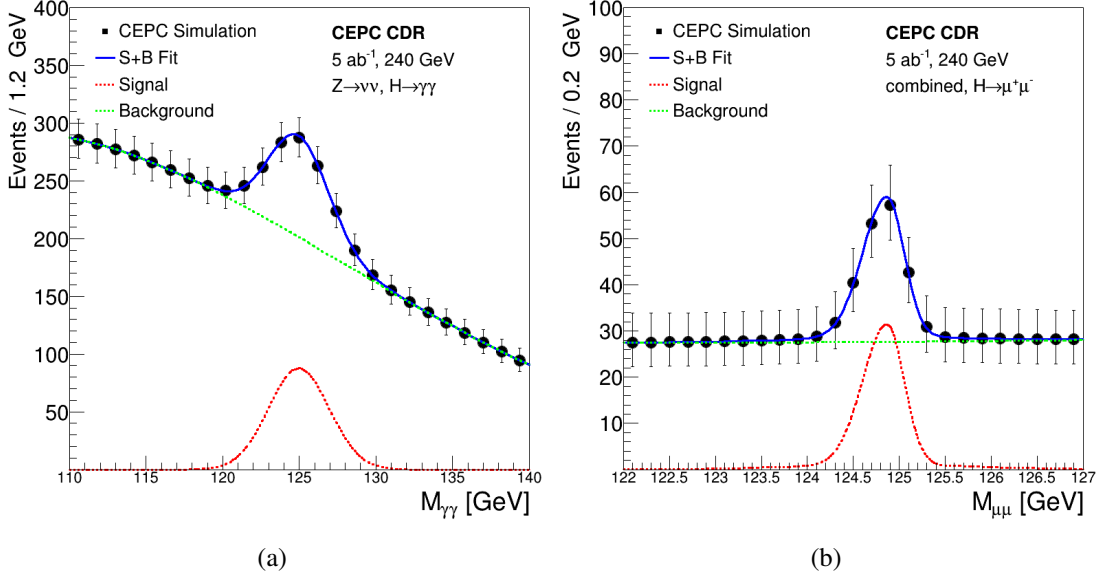 Events / 1.2 GeV
400
350
300
250
200
150
100
50
CEPC Simulation
S+B Fit
Signal
Background
CEPC CDR
5 ab⁻¹, 240 GeV
Z→νν, H→γγ
110 115 120 125 130 135 140
M_γγ [GeV]
(a)
Events / 0.2 GeV
100
90
80
70
60
50
40
30
20
10
CEPC Simulation
S+B Fit
Signal
Background
CEPC CDR
5 ab⁻¹, 240 GeV
combined, H→μ⁺μ⁻
122 122.5 123 123.5 124 124.5 125 125.5 126 126.5 127
M_μμ [GeV]
(b)